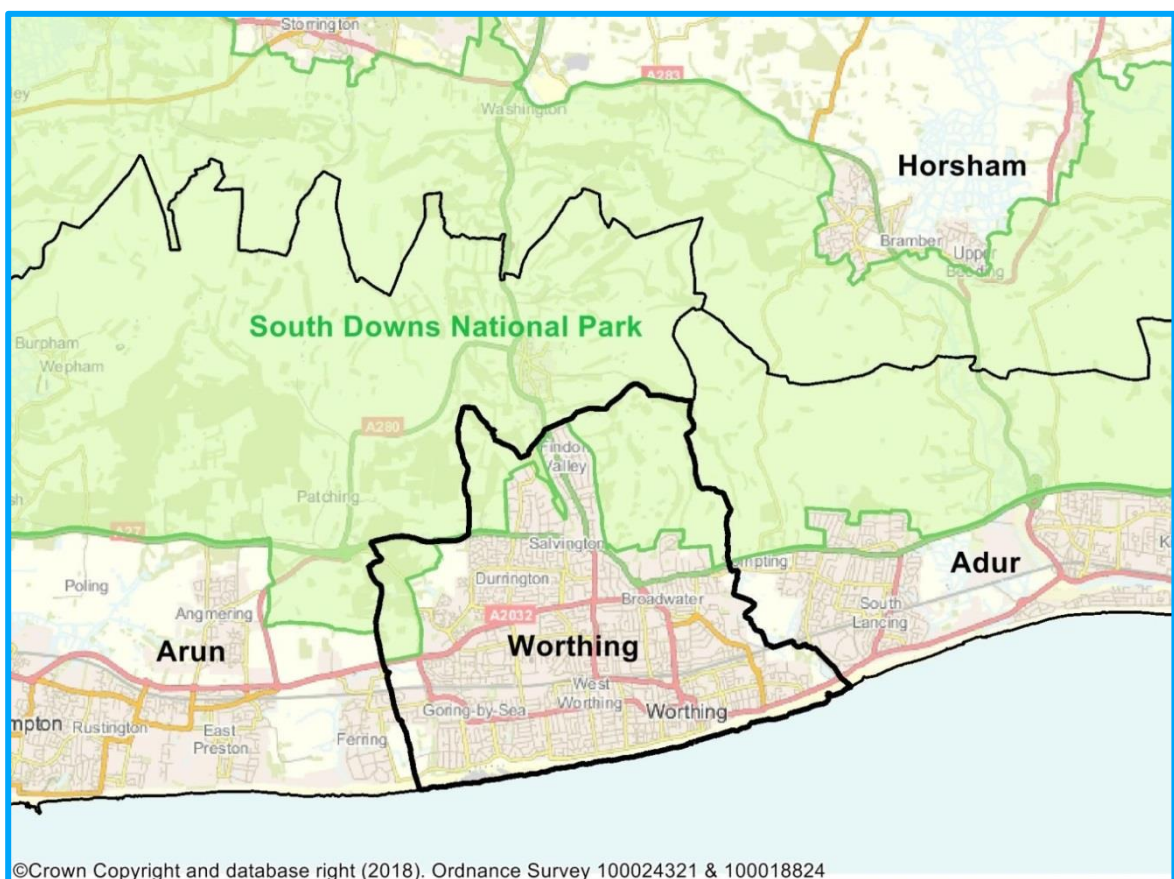 Storrington
A283
Washington
Horsham
Bramber
Upper
Beeding
South Downs National Park
Burpham
Wepham
A280
Findon
Valley
Patching
A27
Salvington
Poling
Durrington
Adur
Angmering
Broadwater
A2032
South
Lancing
Arun
Worthing
West
Worthing
Goring-by-Sea
Worthing
mpton
Rustington
East
Preston
Ferring
©Crown Copyright and database right (2018). Ordnance Survey 100024321 & 100018824